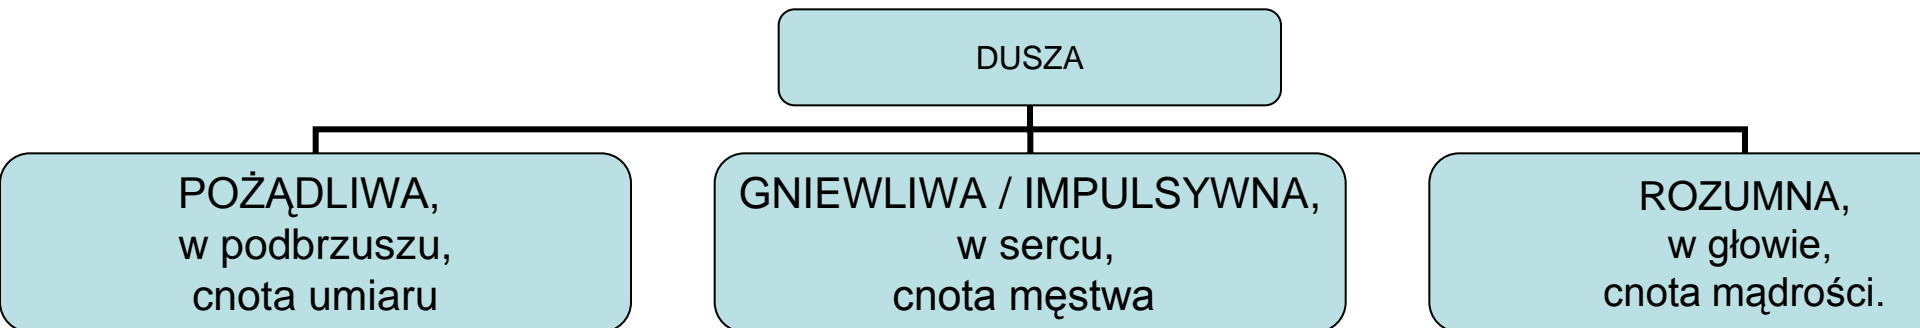 DUSZA
POŻĄDLIWA,
w podbrzuszu,
cnota umiaru
GNIEWLIWA / IMPULSYWNA,
w sercu,
cnota męstwa
ROZUMNA,
w głowie,
cnota mądrości.